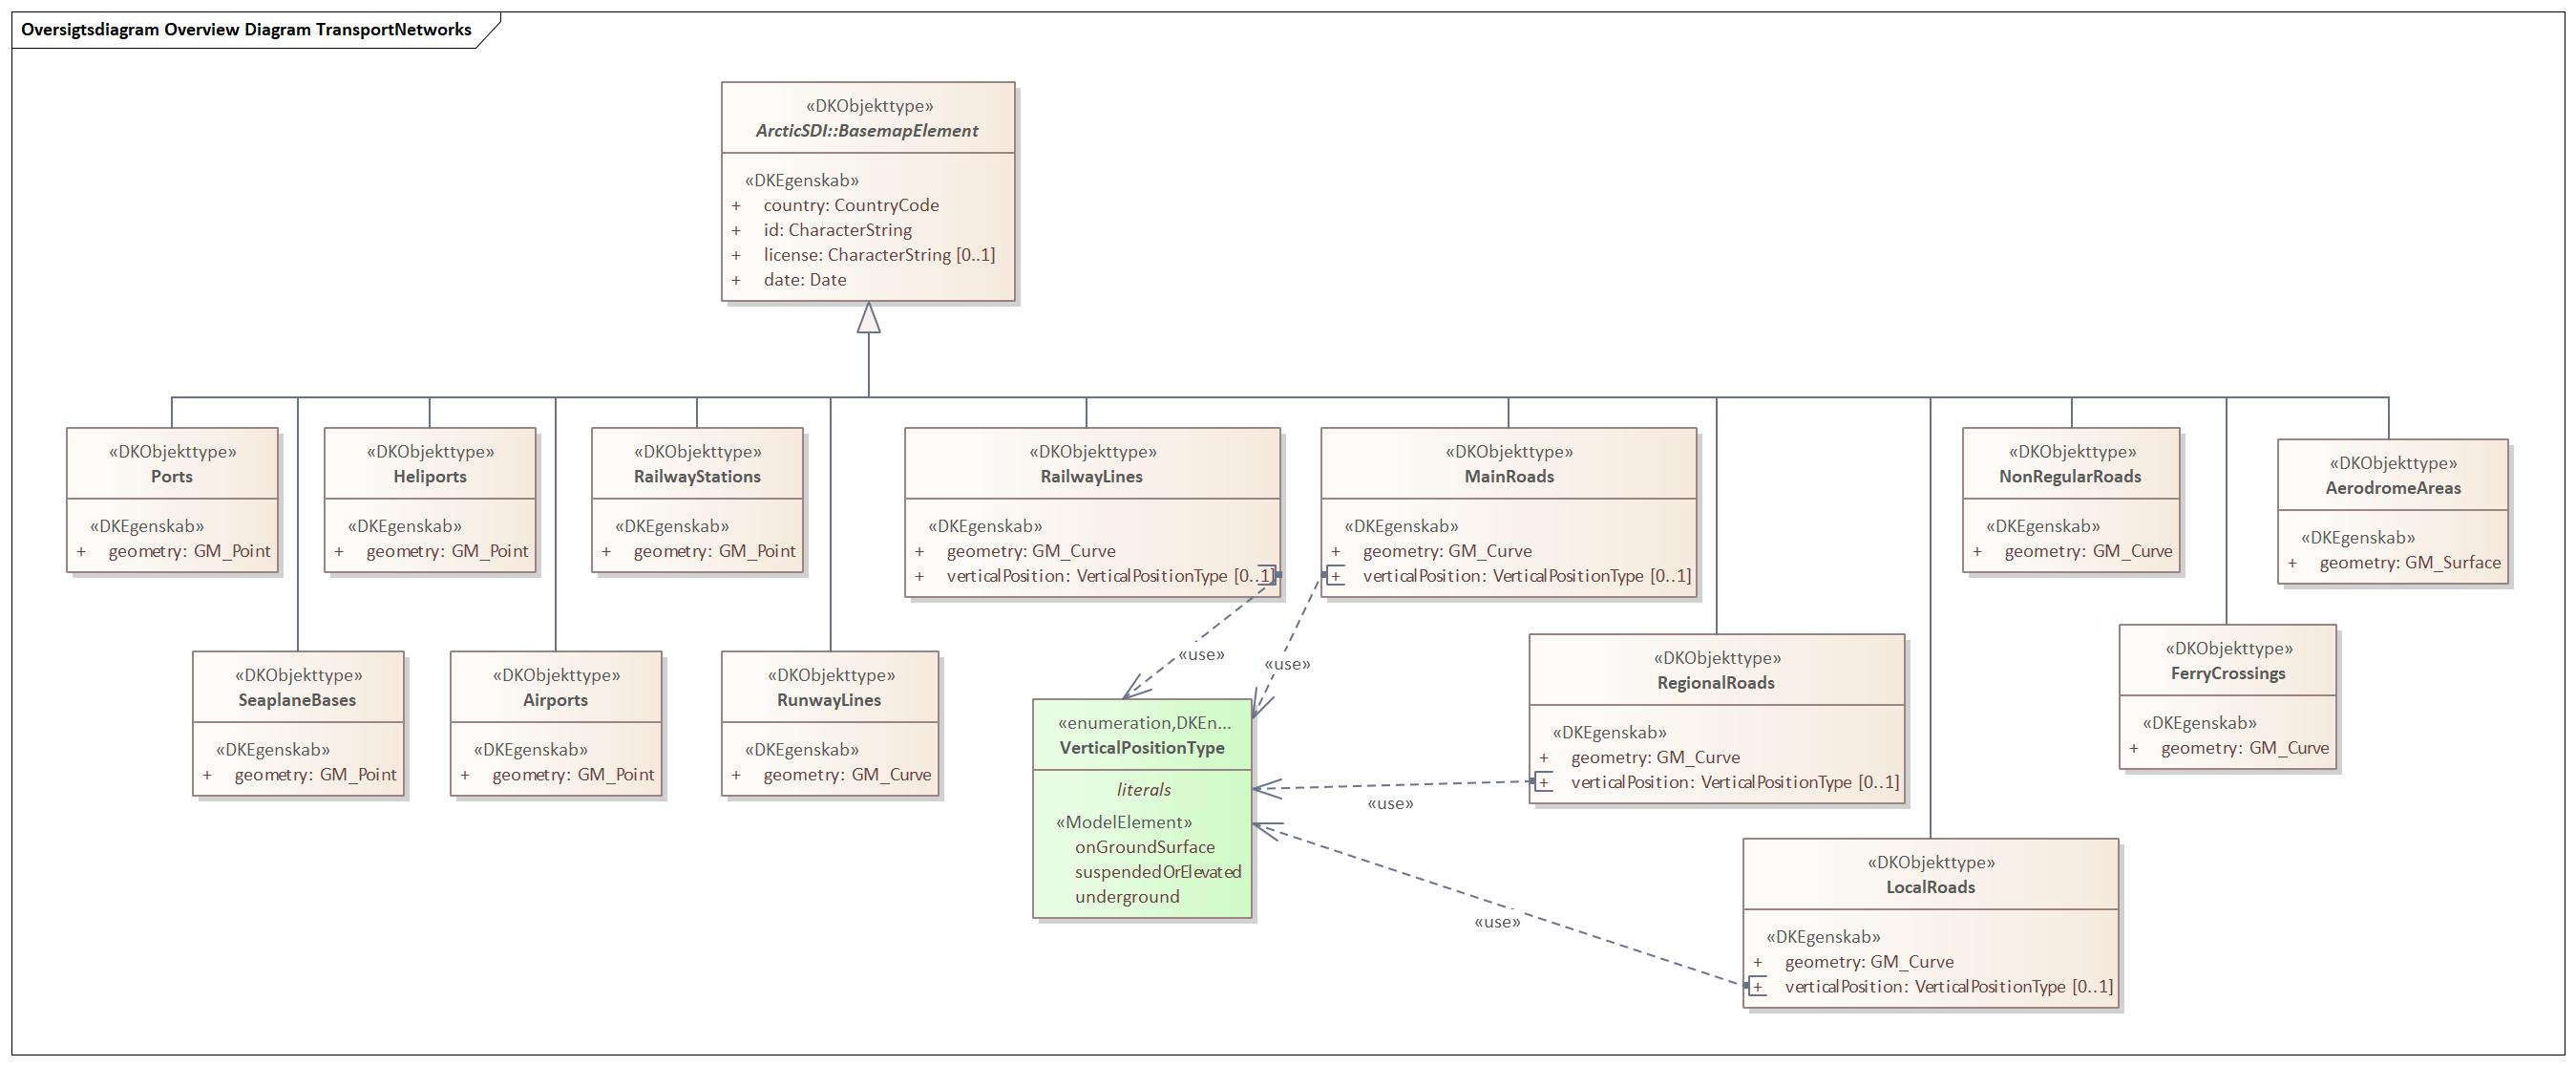 Oversigtsdiagram Overview Diagram TransportNetworks
«DKObjekttype»
ArcticSDI::BasemapElement
«DKEgenskab»
+ country: CountryCode
+ id: CharacterString
+ license: CharacterString [0..1]
+ date: Date
«DKObjekttype»
Ports
«DKEgenskab»
+ geometry: GM_Point
«DKObjekttype»
Heliports
«DKEgenskab»
+ geometry: GM_Point
«DKObjekttype»
RailwayStations
«DKEgenskab»
+ geometry: GM_Point
«DKObjekttype»
RailwayLines
«DKEgenskab»
+ geometry: GM_Curve
+ verticalPosition: VerticalPositionType [0..1]
«DKObjekttype»
MainRoads
«DKEgenskab»
+ geometry: GM_Curve
+ verticalPosition: VerticalPositionType [0..1]
«DKObjekttype»
NonRegularRoads
«DKEgenskab»
+ geometry: GM_Curve
«DKObjekttype»
AerodromeAreas
«DKEgenskab»
+ geometry: GM_Surface
«DKObjekttype»
SeaplaneBases
«DKEgenskab»
+ geometry: GM_Point
«DKObjekttype»
Airports
«DKEgenskab»
+ geometry: GM_Point
«DKObjekttype»
RunwayLines
«DKEgenskab»
+ geometry: GM_Curve
«use»
«use»
«enumeration,DKEn...
VerticalPositionType
literals
«ModelElement»
onGroundSurface
suspendedOrElevated
underground
«use»
«use»
«DKObjekttype»
RegionalRoads
«DKEgenskab»
+ geometry: GM_Curve
+ verticalPosition: VerticalPositionType [0..1]
«DKObjekttype»
FerryCrossings
«DKEgenskab»
+ geometry: GM_Curve
«DKObjekttype»
LocalRoads
«DKEgenskab»
+ geometry: GM_Curve
+ verticalPosition: VerticalPositionType [0..1]